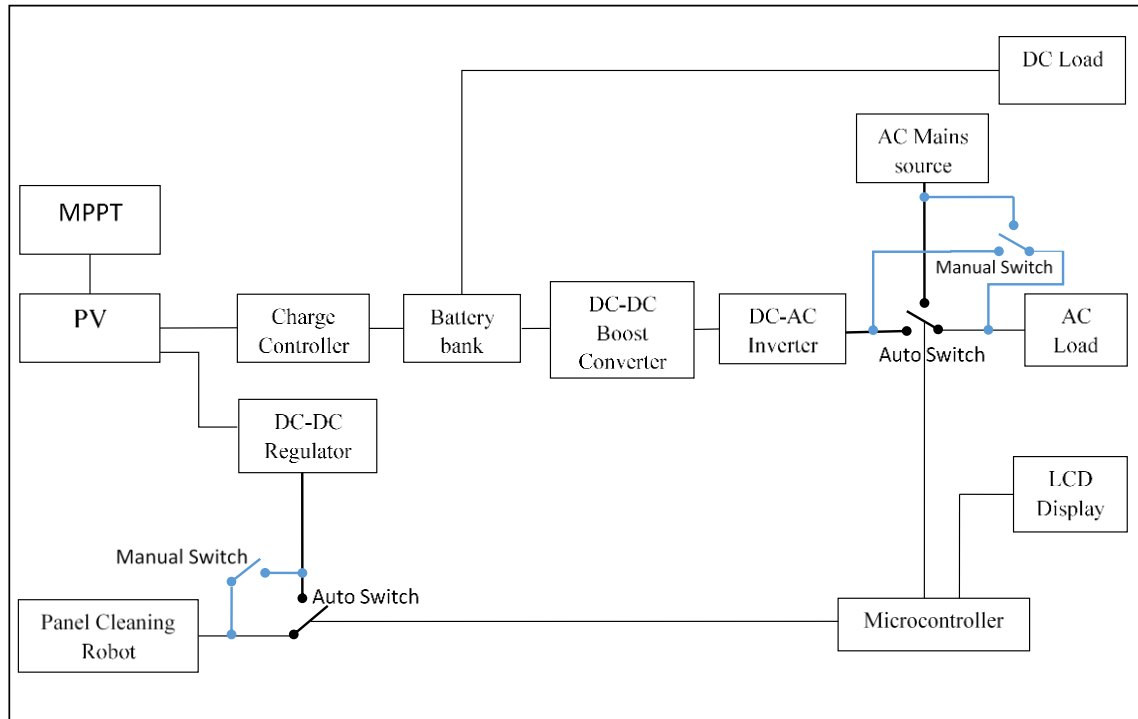 DC Load
AC Mains
source
MPPT
Manual Switch
PV
Charge
Controller
Battery
bank
DC-DC
Boost
Converter
DC-AC
Inverter
Auto Switch
AC
Load
DC-DC
Regulator
LCD
Display
Manual Switch
Auto Switch
Panel Cleaning
Robot
Microcontroller